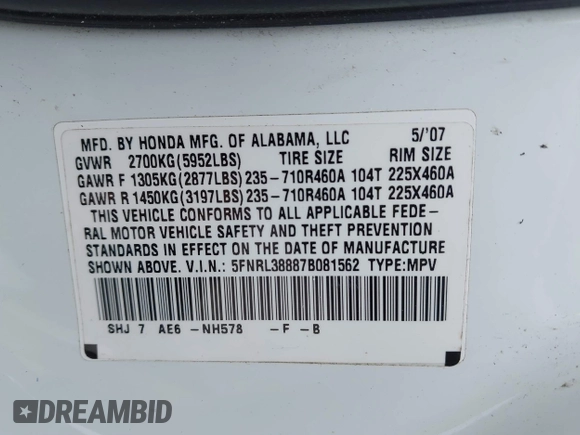 MFD. BY HONDA MFG. OF ALABAMA, LLC 5/'07
GVWR 2700KG(5952LBS) TIRE SIZE RIM SIZE
GAWR F 1305KG(2877LBS)235-710R460A 104T 225X460A
GAWR R 1450KG(3197LBS)235-710R460A 104T 225X460A
THIS VEHICLE CONFORMS TO ALL APPLICABLE FEDE-
RAL MOTOR VEHICLE SAFETY AND THEFT PREVENTION
STANDARDS IN EFFECT ON THE DATE OF MANUFACTURE
SHOWN ABOVE. V.I.N.: 5FNRL38887B081562 TYPE:MPV
SHJ 7 AE6 -NH578 -F -B
DREAMBID